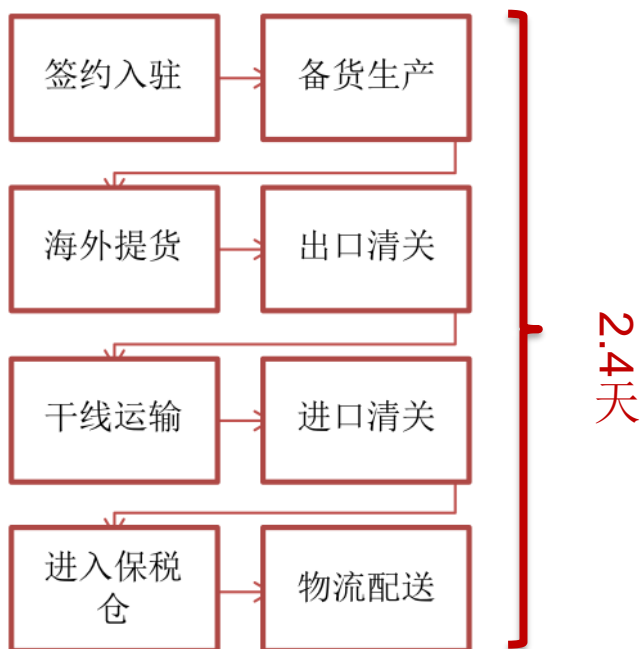 签约入驻
备货生产
海外提货
出口清关
干线运输
进口清关
进入保税
仓
物流配送
2.4天